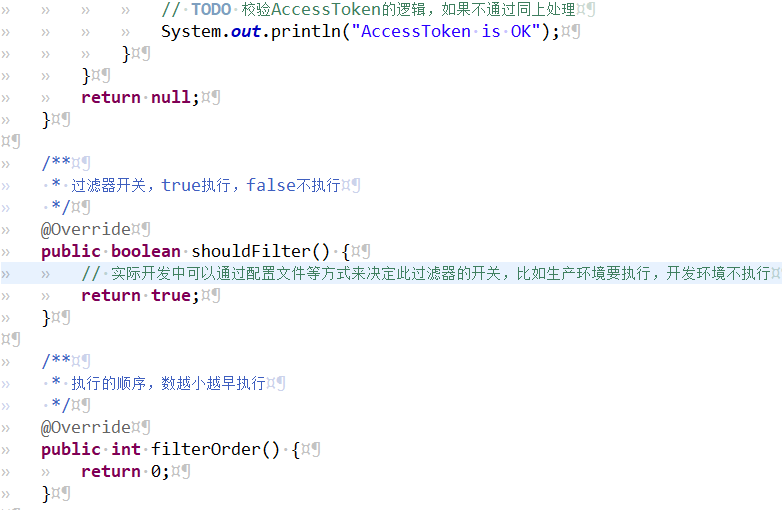 // TODO 校验AccessToken的逻辑，如果不通过同上处理
System.out.println("AccessToken is OK");
}
}
return null;
}
/**
* 过滤器开关，true执行，false不执行
*/
@Override
public boolean shouldFilter() {
// 实际开发中可以通过配置文件等方式来决定此过滤器的开关，比如生产环境要执行，开发环境不执行
return true;
}
/**
* 执行的顺序，数越小越早执行
*/
@Override
public int filterOrder() {
return 0;
}